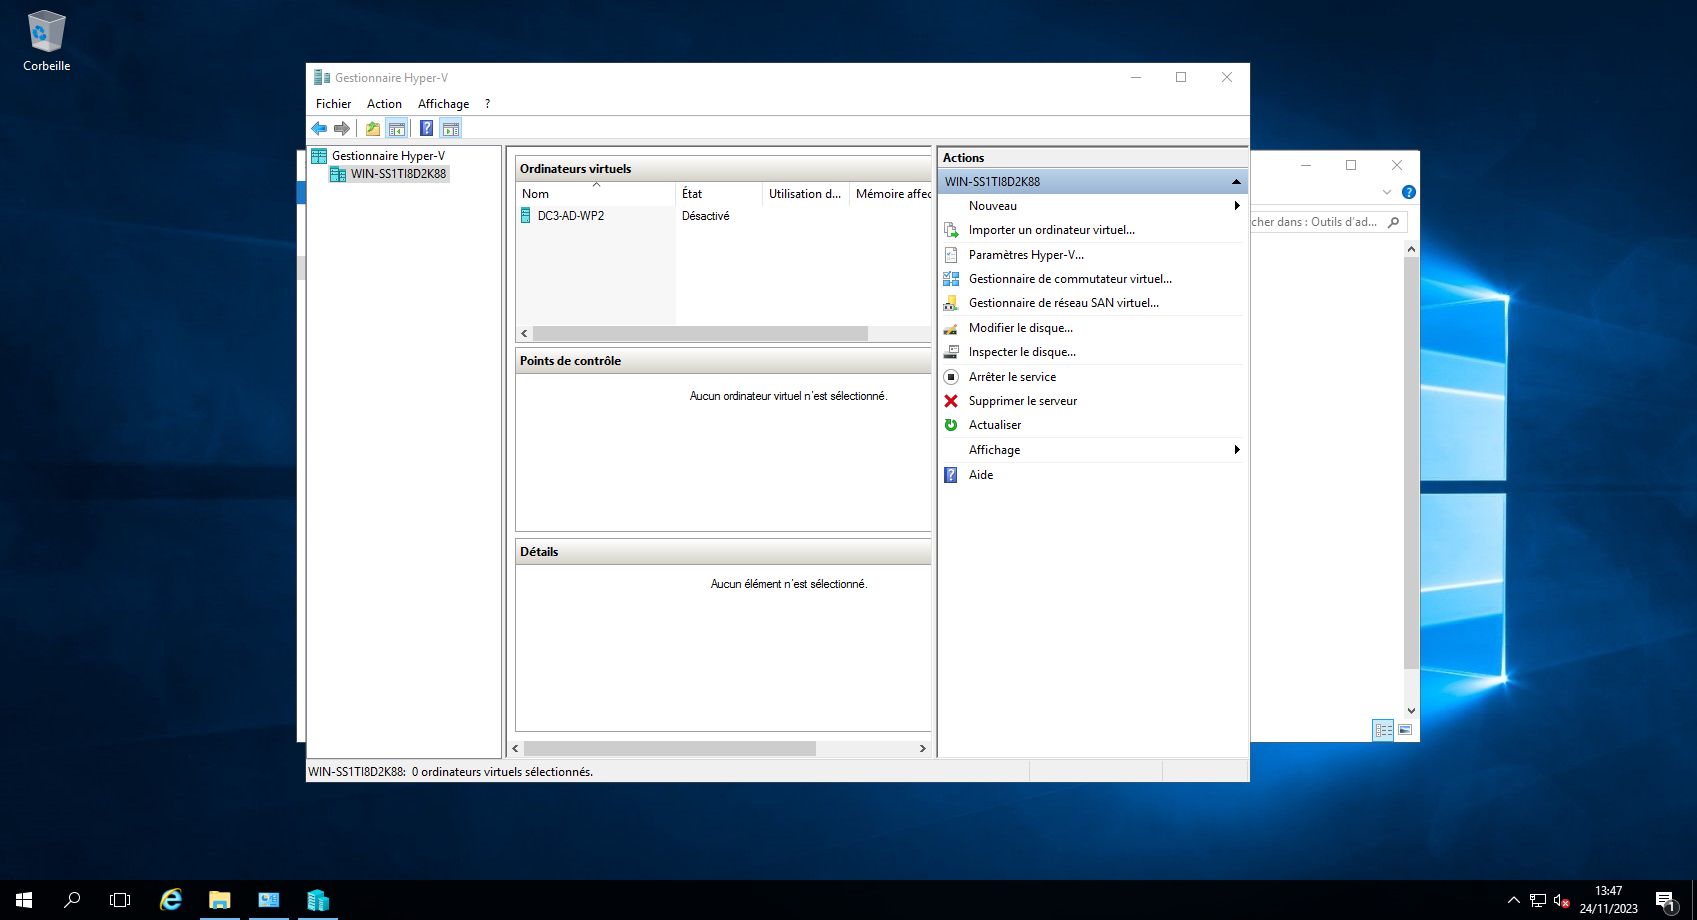 Corbeille
Gestionnaire Hyper-V
Fichier Action Affichage ?
Gestionnaire Hyper-V
WIN-SS1TI8D2K88
Ordinateurs virtuels
Nom État Utilisation d... Mémoire affec
DC3-AD-WP2 Désactivé
Points de contrôle
Aucun ordinateur virtuel n'est sélectionné.
Détails
Aucun élément n'est sélectionné.
Actions
WIN-SS1TI8D2K88
Nouveau
Importer un ordinateur virtuel...
Paramètres Hyper-V...
Gestionnaire de commutateur virtuel...
Gestionnaire de réseau SAN virtuel...
Modifier le disque...
Inspecter le disque...
Arrêter le service
Supprimer le serveur
Actualiser
Affichage
Aide
cher dans : Outils d'ad...
WIN-SS1TI8D2K88: 0 ordinateurs virtuels sélectionnés.
13:47
24/11/2023
1